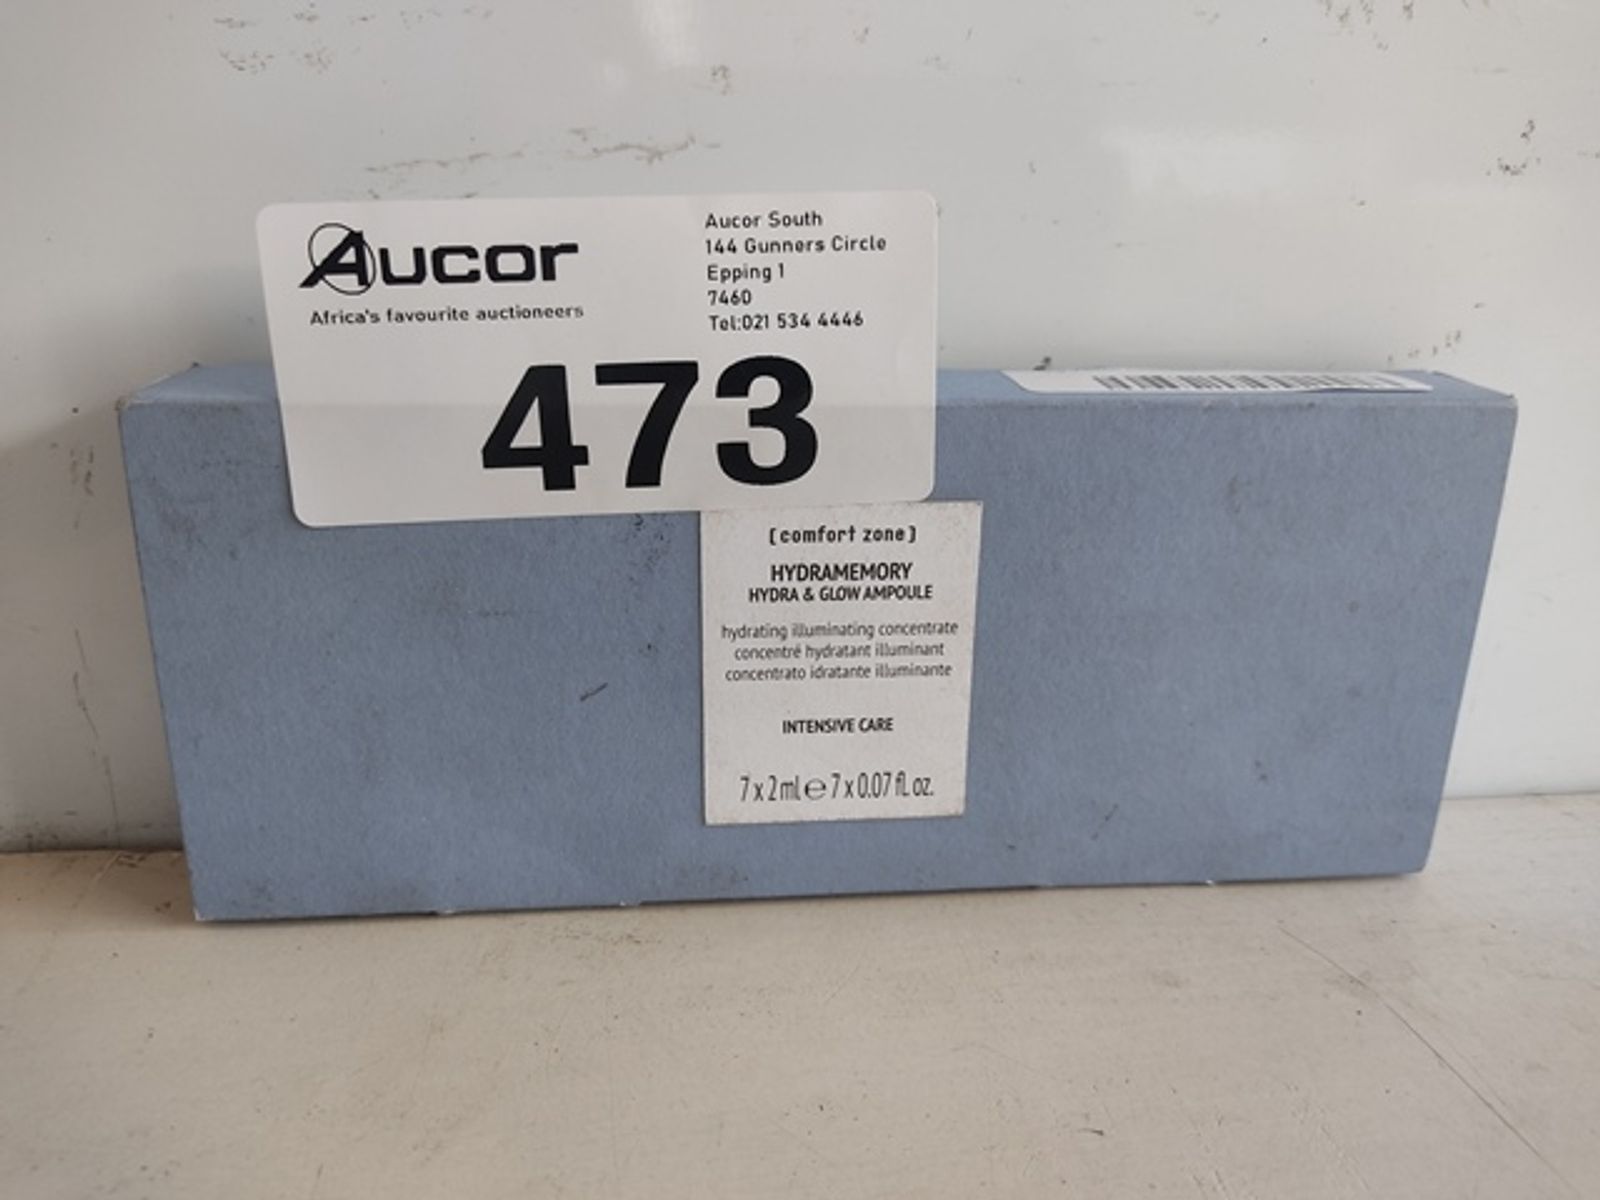 Aucor
Africa's favourite auctioneers
Aucor South
144 Gunners Circle
Epping 1
7460
Tel:021 534 4446
473
[comfort zone]
HYDRAMEMORY
HYDRA & GLOW AMPOULE
hydrating illuminating concentrate
concentré hydratant illuminant
concentrato idratante illuminante
INTENSIVE CARE
7 x 2 ml ℮ 7 x 0.07 fl. oz.